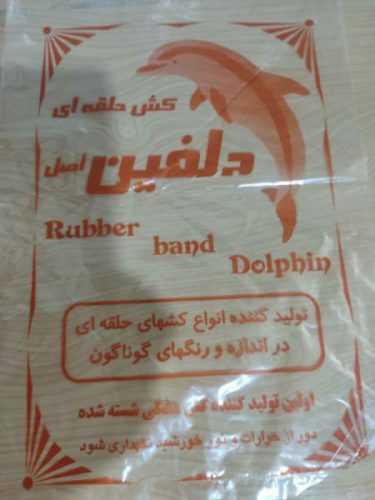 کش حلقه ای
دلفین اصل
Rubber band Dolphin
تولید کننده انواع کشهای حلقه ای
در اندازه و رنگهای گوناگون
اولین تولید کننده کش مشکی شسته شده
دور از حرارات و نور خورشید نگهداری شود